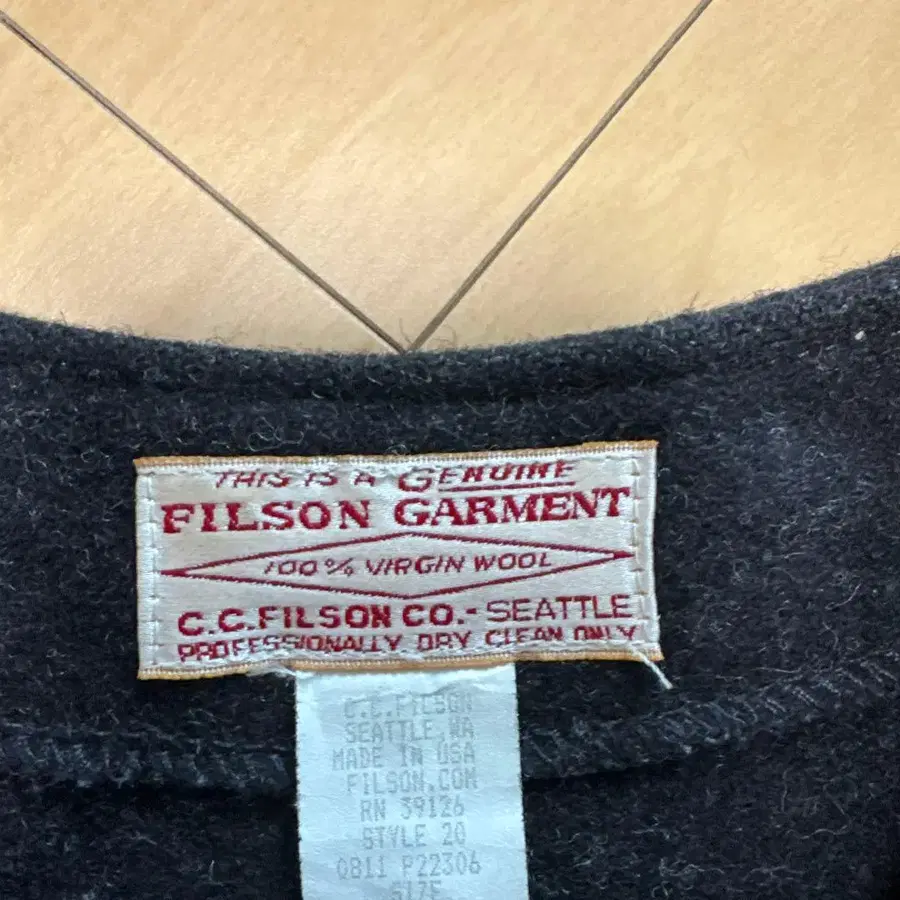 THIS IS A GENUINE
FILSON GARMENT
100% VIRGIN WOOL
C.C.FILSON CO.-SEATTLE
PROFESSIONALLY DRY CLEAN ONLY
C.C.FILSON
SEATTLE,WA
MADE IN USA
FILSON.COM
RN 39126
STYLE 20
0811 P22306
SIZE